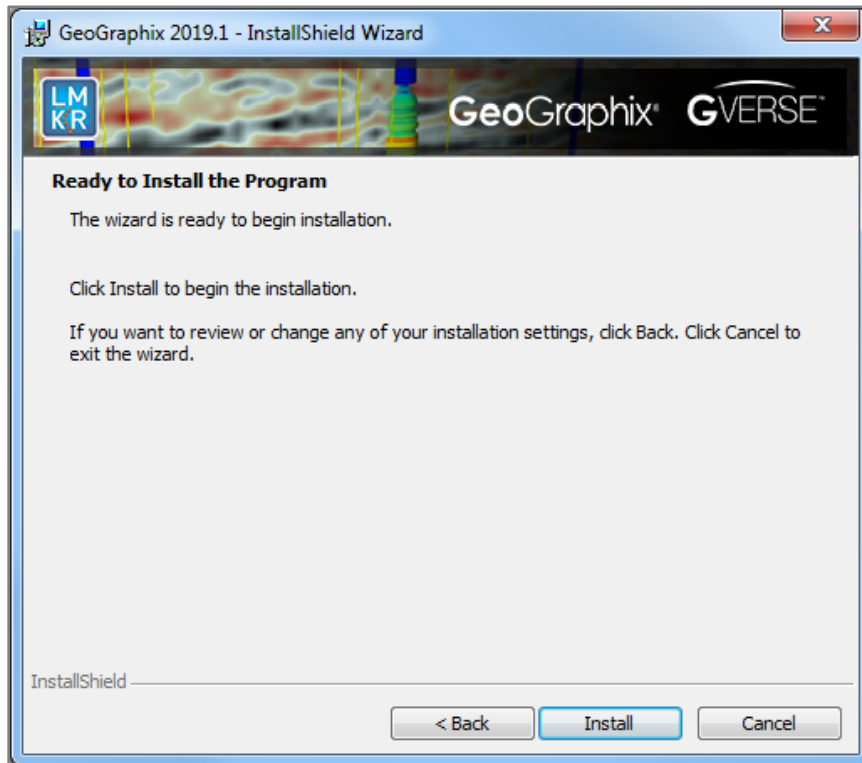 GeoGraphix 2019.1 - InstallShield Wizard
LM
KR
GeoGraphix® GVERSE™
Ready to Install the Program
The wizard is ready to begin installation.
Click Install to begin the installation.
If you want to review or change any of your installation settings, click Back. Click Cancel to
exit the wizard.
InstallShield
< Back Install Cancel